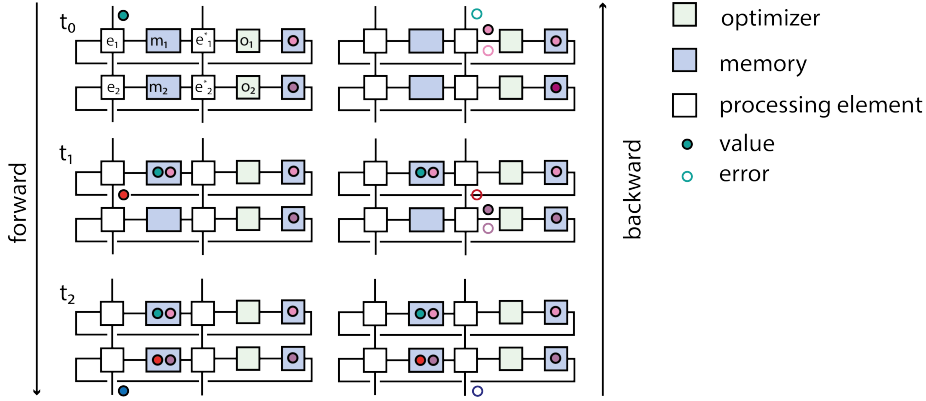 t0
e1 m1 e*1 o1
e2 m2 e*2 o2
t1
t2
forward
backward
optimizer
memory
processing element
value
error